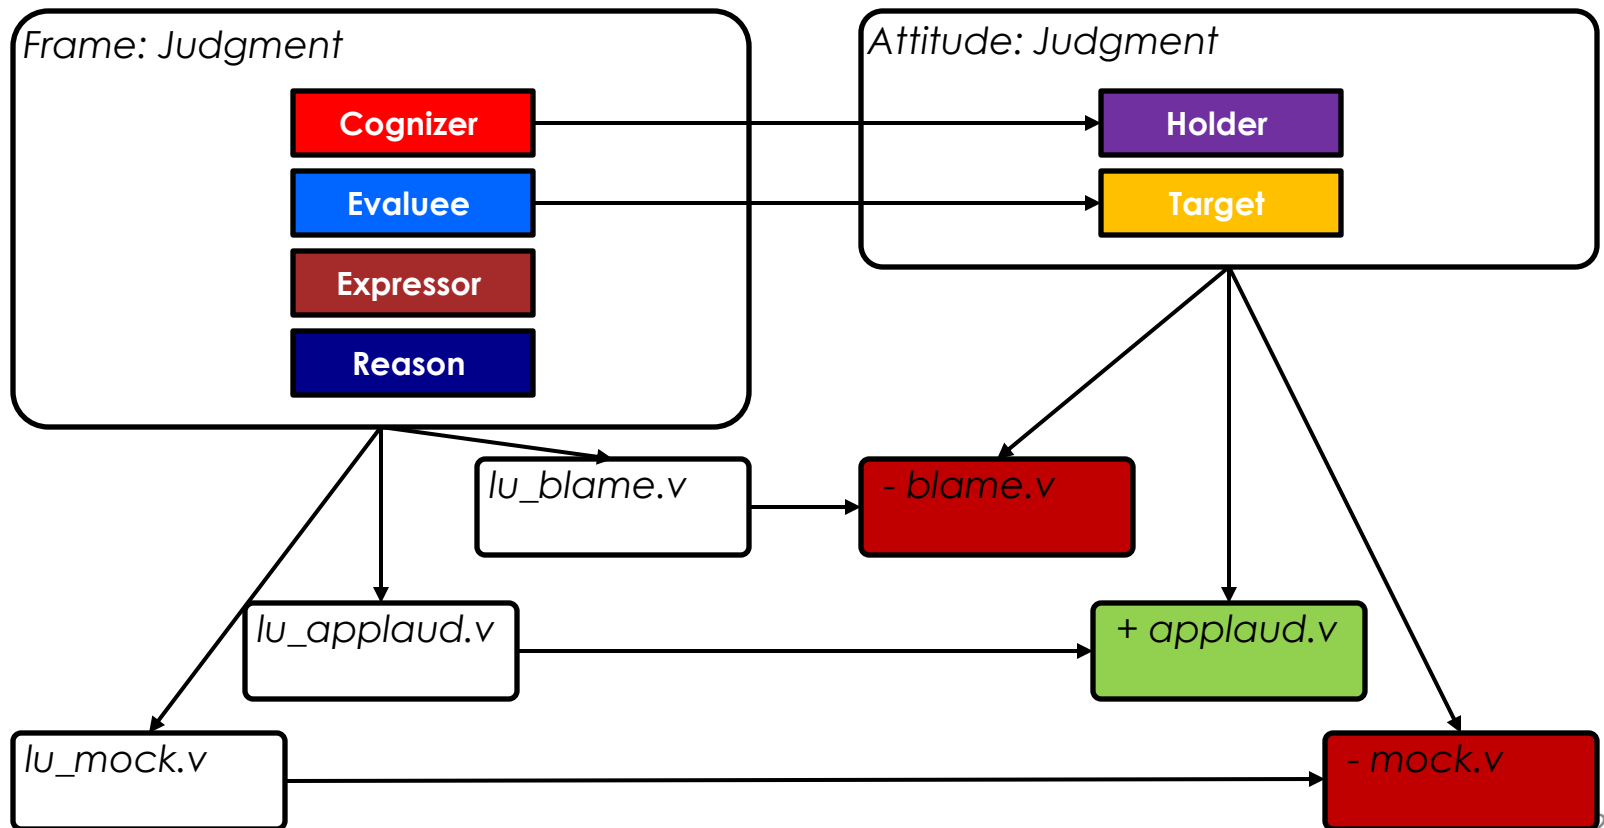 Frame: Judgment
Cognizer
Evaluee
Expressor
Reason
Attitude: Judgment
Holder
Target
lu_blame.v
- blame.v
lu_applaud.v
+ applaud.v
lu_mock.v
- mock.v